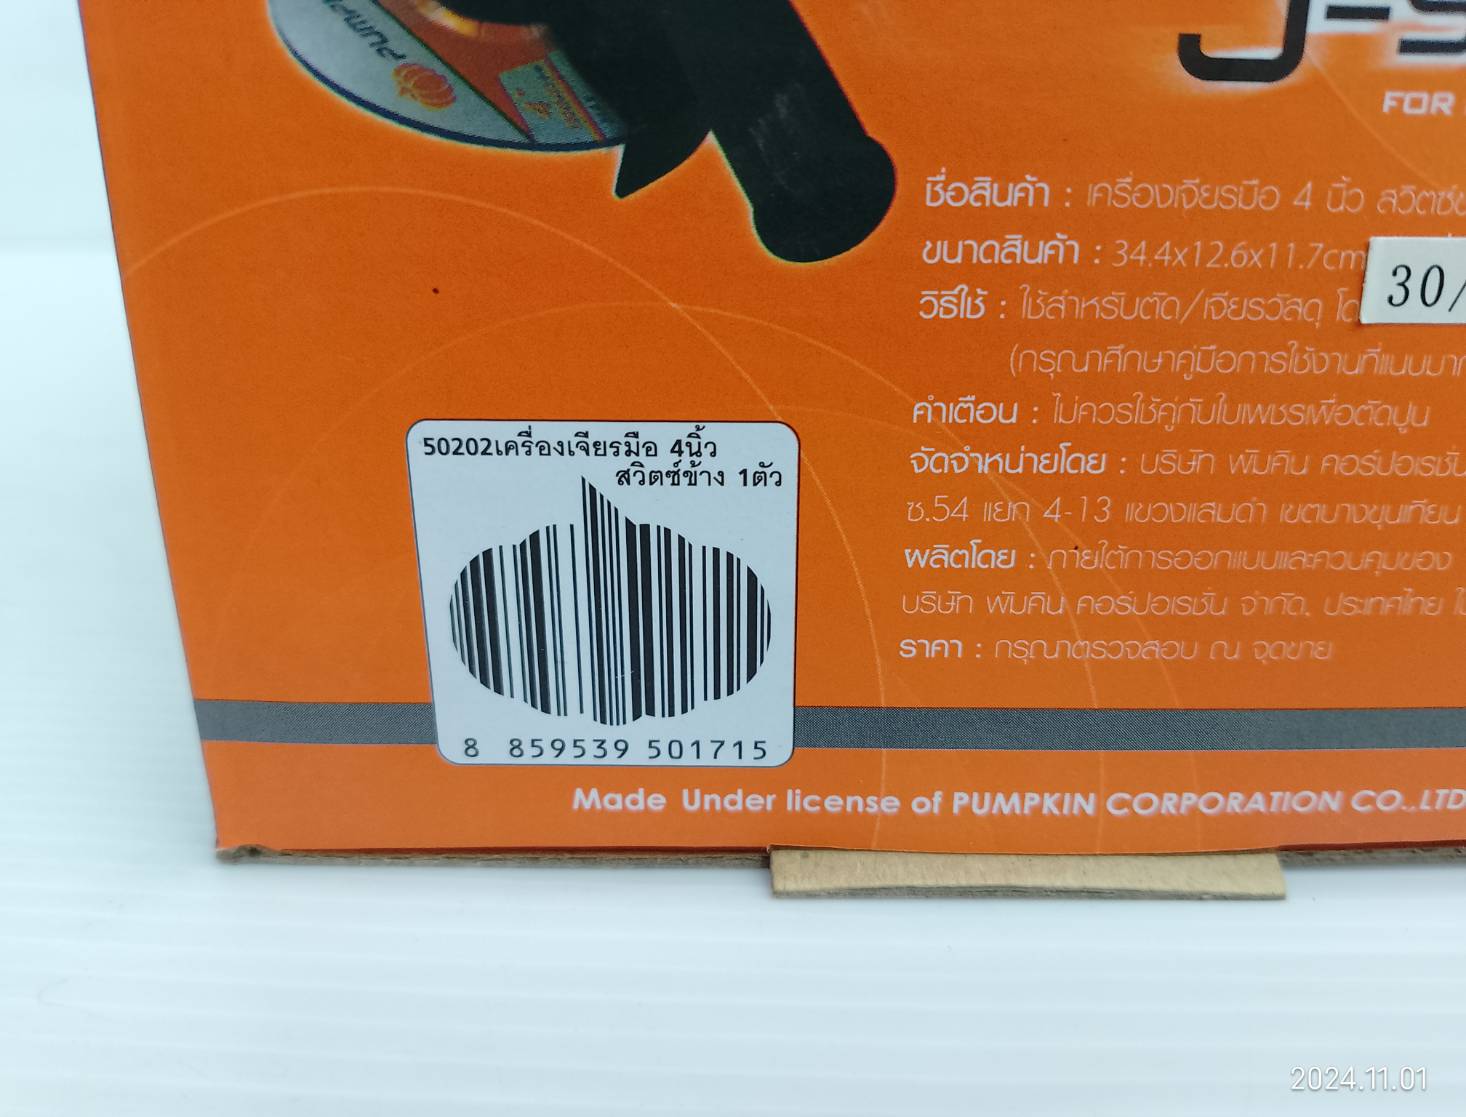 PUMP
J-S
FOR
ชื่อสินค้า : เครื่องเจียรมือ 4 นิ้ว สวิตซ์
ขนาดสินค้า : 34.4x12.6x11.7cm
30/
วิธีใช้ : ใช้สำหรับตัด/เจียรวัสดุ โด
(กรุณาศึกษาคู่มือการใช้งานที่แนบมา
คำเตือน : ไม่ควรใช้คู่กับใบเพชรเพื่อตัดปูน
จัดจำหน่ายโดย : บริษัท พัมคิน คอร์ปอเรชั่น
ซ.54 แยก 4-13 แขวงแสมดำ เขตบางขุนเทียน
ผลิตโดย : ภายใต้การออกแบบและควบคุมของ
บริษัท พัมคิน คอร์ปอเรชั่น จำกัด. ประเทศไทย
ราคา : กรุณาตรวจสอบ ณ จุดขาย
50202เครื่องเจียรมือ 4นิ้ว
สวิตซ์ข้าง 1ตัว
8 859539 501715
Made Under license of PUMPKIN CORPORATION CO.,LTD
2024.11.01